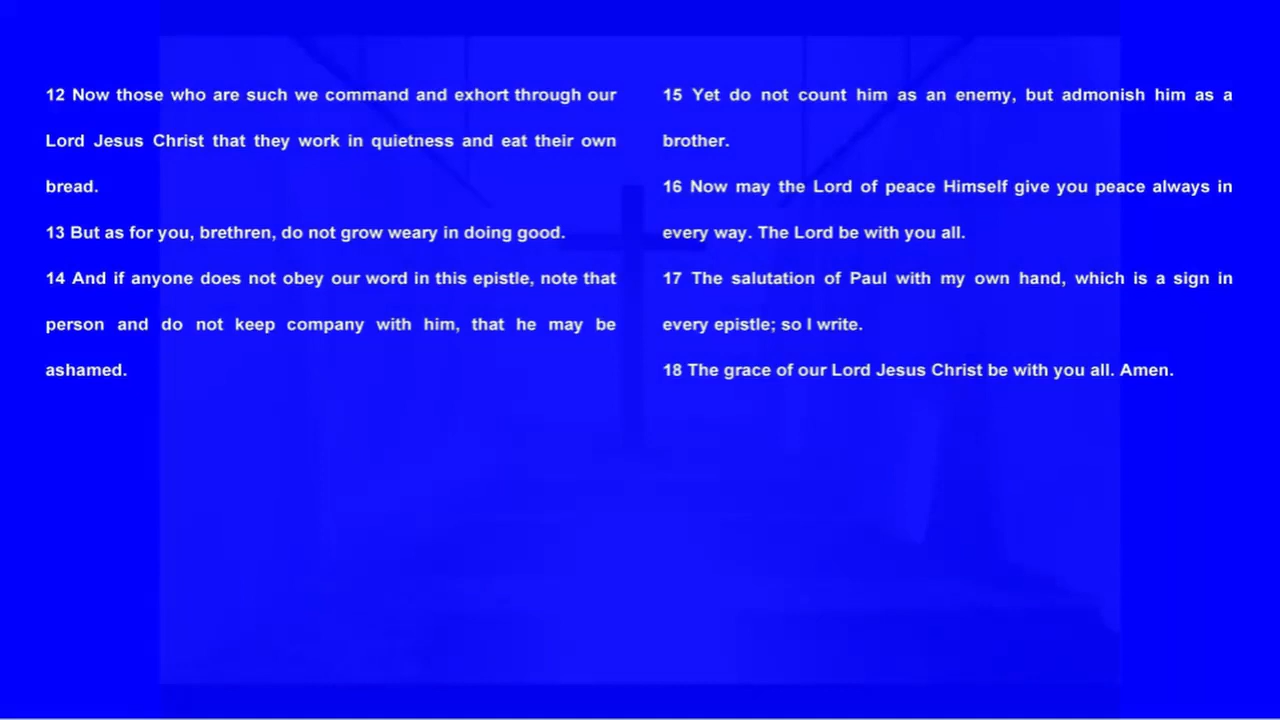 12 Now those who are such we command and exhort through our
Lord Jesus Christ that they work in quietness and eat their own
bread.
13 But as for you, brethren, do not grow weary in doing good.
14 And if anyone does not obey our word in this epistle, note that
person and do not keep company with him, that he may be
ashamed.
15 Yet do not count him as an enemy, but admonish him as a
brother.
16 Now may the Lord of peace Himself give you peace always in
every way. The Lord be with you all.
17 The salutation of Paul with my own hand, which is a sign in
every epistle; so I write.
18 The grace of our Lord Jesus Christ be with you all. Amen.